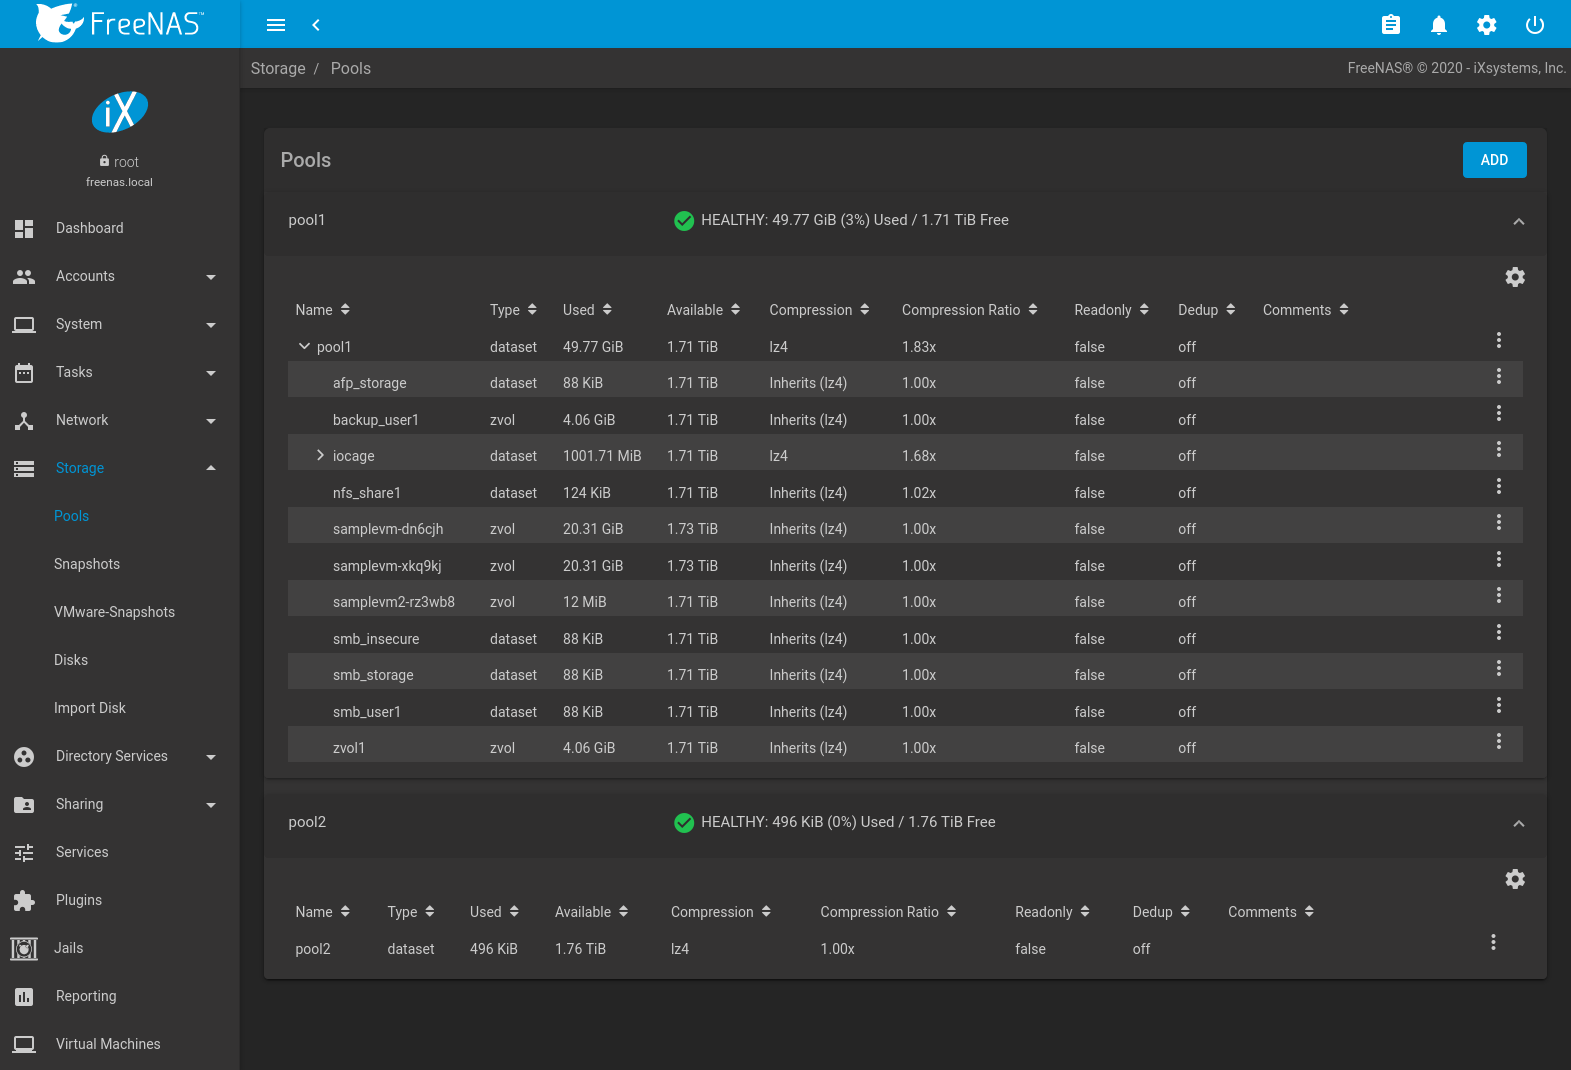 FreeNAS™
Storage / Pools
FreeNAS® © 2020 - iXsystems, Inc.
iX
root
freenas.local
Dashboard
Accounts
System
Tasks
Network
Storage
Pools
Snapshots
VMware-Snapshots
Disks
Import Disk
Directory Services
Sharing
Services
Plugins
Jails
Reporting
Virtual Machines
Pools
ADD
pool1 HEALTHY: 49.77 GiB (3%) Used / 1.71 TiB Free
Name Type Used Available Compression Compression Ratio Readonly Dedup Comments
pool1 dataset 49.77 GiB 1.71 TiB lz4 1.83x false off
afp_storage dataset 88 KiB 1.71 TiB Inherits (lz4) 1.00x false off
backup_user1 zvol 4.06 GiB 1.71 TiB Inherits (lz4) 1.00x false off
iocage dataset 1001.71 MiB 1.71 TiB lz4 1.68x false off
nfs_share1 dataset 124 KiB 1.71 TiB Inherits (lz4) 1.02x false off
samplevm-dn6cjh zvol 20.31 GiB 1.73 TiB Inherits (lz4) 1.00x false off
samplevm-xkq9kj zvol 20.31 GiB 1.73 TiB Inherits (lz4) 1.00x false off
samplevm2-rz3wb8 zvol 12 MiB 1.71 TiB Inherits (lz4) 1.00x false off
smb_insecure dataset 88 KiB 1.71 TiB Inherits (lz4) 1.00x false off
smb_storage dataset 88 KiB 1.71 TiB Inherits (lz4) 1.00x false off
smb_user1 dataset 88 KiB 1.71 TiB Inherits (lz4) 1.00x false off
zvol1 zvol 4.06 GiB 1.71 TiB Inherits (lz4) 1.00x false off
pool2 HEALTHY: 496 KiB (0%) Used / 1.76 TiB Free
Name Type Used Available Compression Compression Ratio Readonly Dedup Comments
pool2 dataset 496 KiB 1.76 TiB lz4 1.00x false off